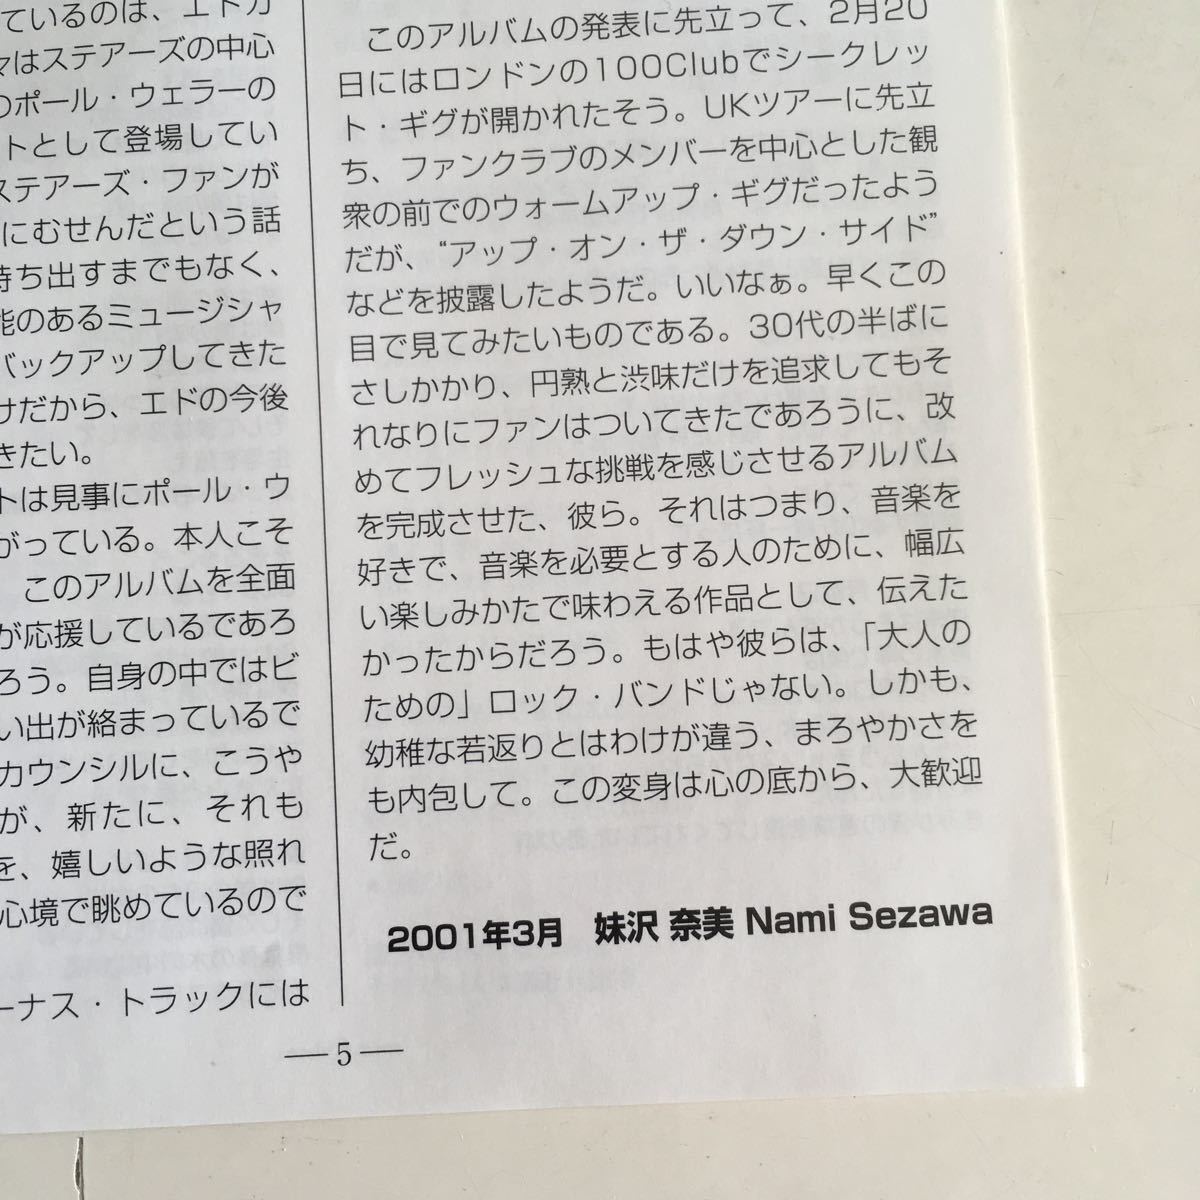 ているのは、エドガ
マはステアーズの中心
のポール・ウェラーの
トとして登場してい
ステアーズ・ファンが
にむせんだという話
持ち出すまでもなく、
能のあるミュージシャ
バックアップしてきた
けだから、エドの今後
きたい。
トは見事にポール・ウ
がっている。本人こそ
このアルバムを全面
が応援しているであろ
ろう。自身の中ではビ
い出が絡まっているで
カウンシルに、こうや
が、新たに、それも
を、嬉しいような照れ
心境で眺めているので
ーナス・トラックには
このアルバムの発表に先立って、2月20
日にはロンドンの100Clubでシークレッ
ト・ギグが開かれたそう。UKツアーに先立
ち、ファンクラブのメンバーを中心とした観
衆の前でのウォームアップ・ギグだったよう
だが、“アップ・オン・ザ・ダウン・サイド”
などを披露したようだ。いいなぁ。早くこの
目で見てみたいものである。30代の半ばに
さしかかり、円熟と渋味だけを追求してもそ
れなりにファンはついてきたであろうに、改
めてフレッシュな挑戦を感じさせるアルバム
を完成させた、彼ら。それはつまり、音楽を
好きで、音楽を必要とする人のために、幅広
い楽しみかたで味わえる作品として、伝えた
かったからだろう。もはや彼らは、「大人の
ための」ロック・バンドじゃない。しかも、
幼稚な若返りとはわけが違う、まろやかさを
も内包して。この変身は心の底から、大歓迎
だ。
2001年3月　妹沢 奈美 Nami Sezawa
—5—